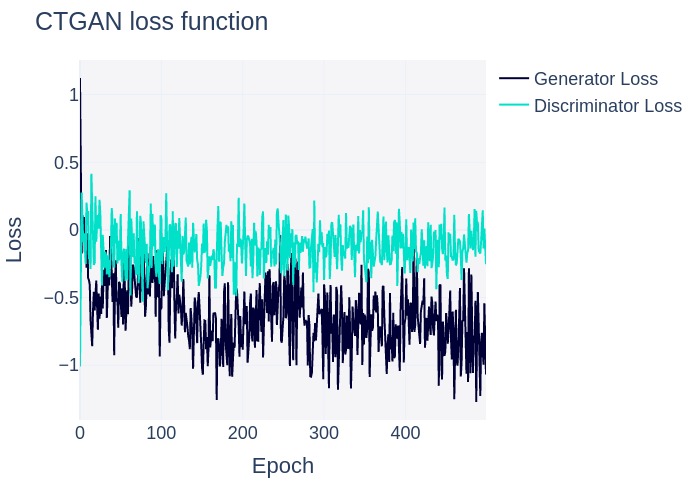 CTGAN loss function
Generator Loss
Discriminator Loss
1
0.5
0
−0.5
−1
Loss
0 100 200 300 400
Epoch